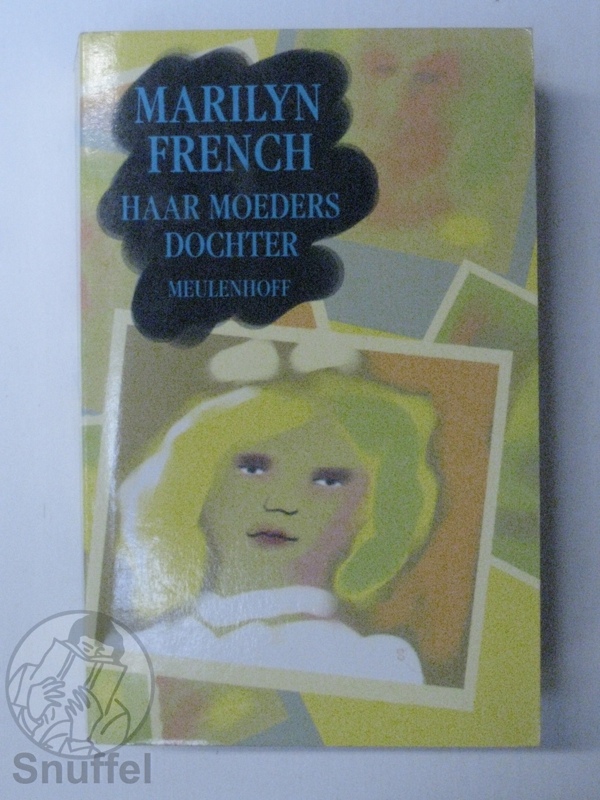 MARILYN
FRENCH
HAAR MOEDERS
DOCHTER
MEULENHOFF
Snuffel